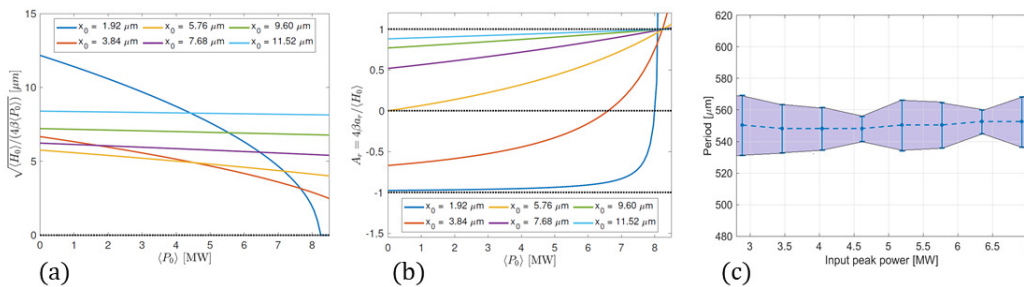 √⟨H₀⟩/(4β⟨P₀⟩) [μm]
15
10
5
0
x₀ = 1.92 μm x₀ = 5.76 μm x₀ = 9.60 μm
x₀ = 3.84 μm x₀ = 7.68 μm x₀ = 11.52 μm
0 1 2 3 4 5 6 7 8
⟨P₀⟩ [MW]
(a)
A_r = 4βa_r/⟨H₀⟩
1
0.5
0
-0.5
-1
-1.5
x₀ = 1.92 μm x₀ = 5.76 μm x₀ = 9.60 μm
x₀ = 3.84 μm x₀ = 7.68 μm x₀ = 11.52 μm
0 1 2 3 4 5 6 7 8
⟨P₀⟩ [MW]
(b)
Period [μm]
620
600
580
560
540
520
500
480
3 3.5 4 4.5 5 5.5 6 6.5
Input peak power [MW]
(c)